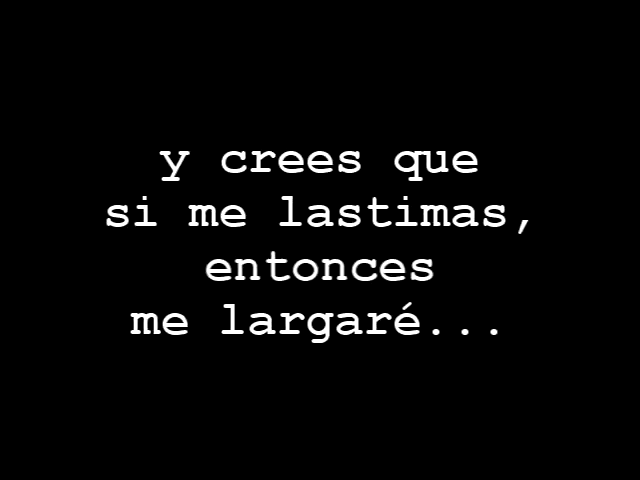 y crees que
si me lastimas,
entonces
me largaré...